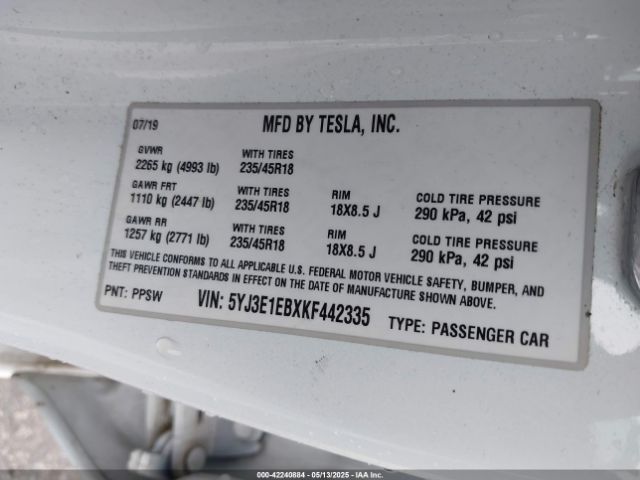 07/19 MFD BY TESLA, INC.
GVWR WITH TIRES
2265 kg (4993 lb) 235/45R18
GAWR FRT WITH TIRES RIM COLD TIRE PRESSURE
1110 kg (2447 lb) 235/45R18 18X8.5 J 290 kPa, 42 psi
GAWR RR WITH TIRES RIM COLD TIRE PRESSURE
1257 kg (2771 lb) 235/45R18 18X8.5 J 290 kPa, 42 psi
THIS VEHICLE CONFORMS TO ALL APPLICABLE U.S. FEDERAL MOTOR VEHICLE SAFETY, BUMPER, AND
THEFT PREVENTION STANDARDS IN EFFECT ON THE DATE OF MANUFACTURE SHOWN ABOVE.
PNT: PPSW VIN: 5YJ3E1EBXKF442335 TYPE: PASSENGER CAR
000-42240884 - 05/13/2025 - IAAI.COM